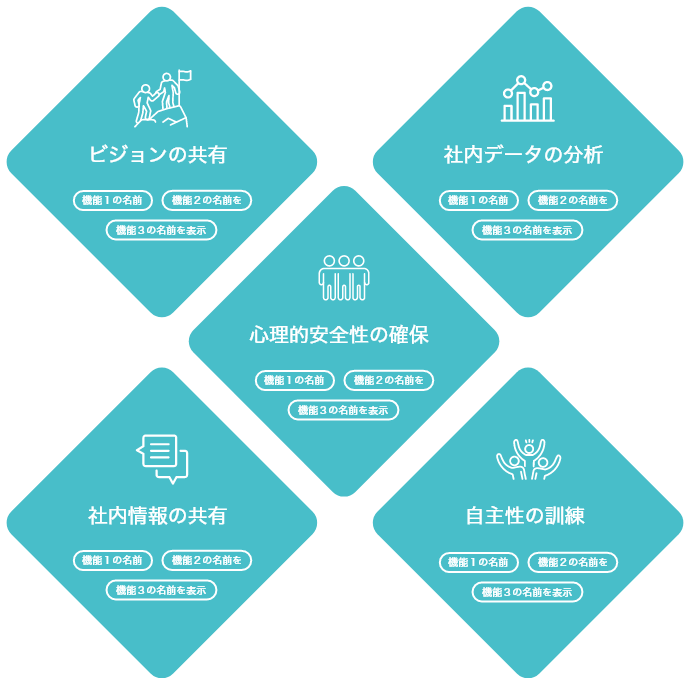 ビジョンの共有
機能1の名前 機能2の名前を
機能3の名前を表示
社内データの分析
機能1の名前 機能2の名前を
機能3の名前を表示
心理的安全性の確保
機能1の名前 機能2の名前を
機能3の名前を表示
社内情報の共有
機能1の名前 機能2の名前を
機能3の名前を表示
自主性の訓練
機能1の名前 機能2の名前を
機能3の名前を表示